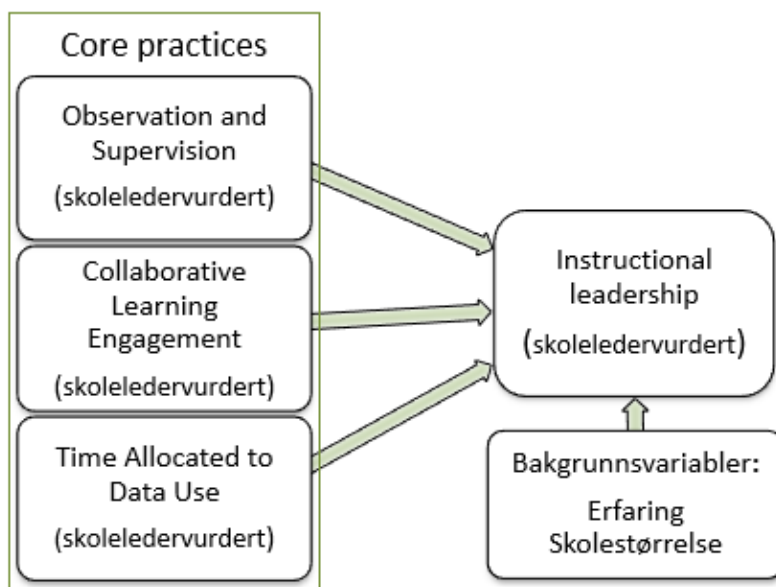 Core practices
Observation and
Supervision
(skoleledervurdert)
Collaborative
Learning
Engagement
(skoleledervurdert)
Time Allocated to
Data Use
(skoleledervurdert)
Instructional
leadership
(skoleledervurdert)
Bakgrunnsvariabler:
Erfaring
Skolestørrelse